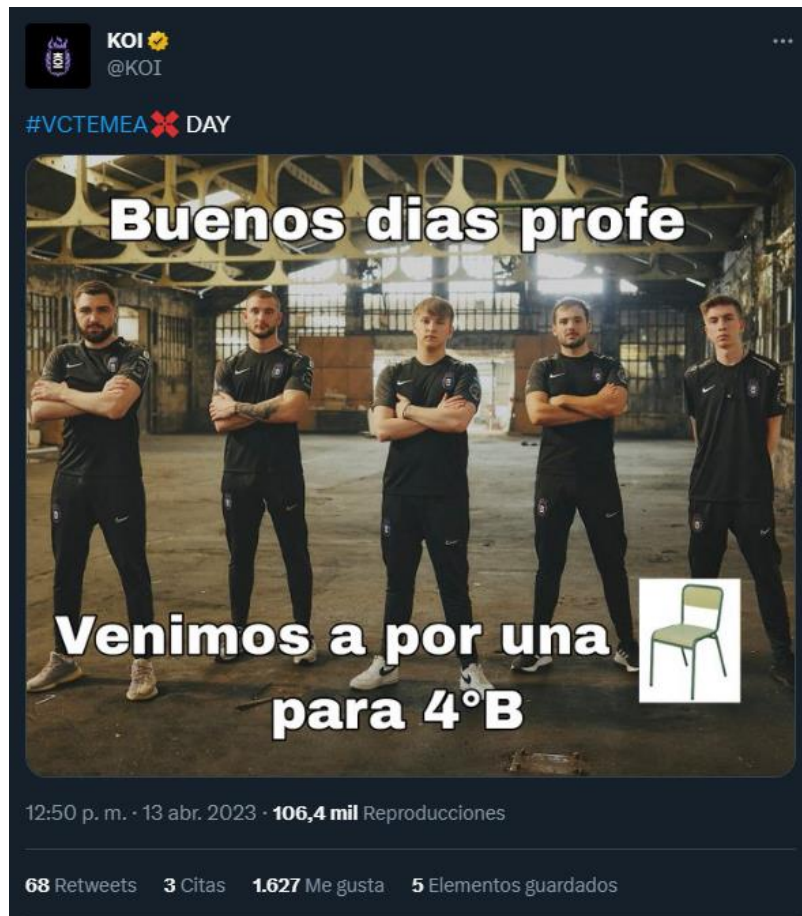 KOI
@KOI
#VCTEMEA DAY
Buenos dias profe
Venimos a por una
para 4°B
12:50 p. m. · 13 abr. 2023 · 106,4 mil Reproducciones
68 Retweets 3 Citas 1.627 Me gusta 5 Elementos guardados